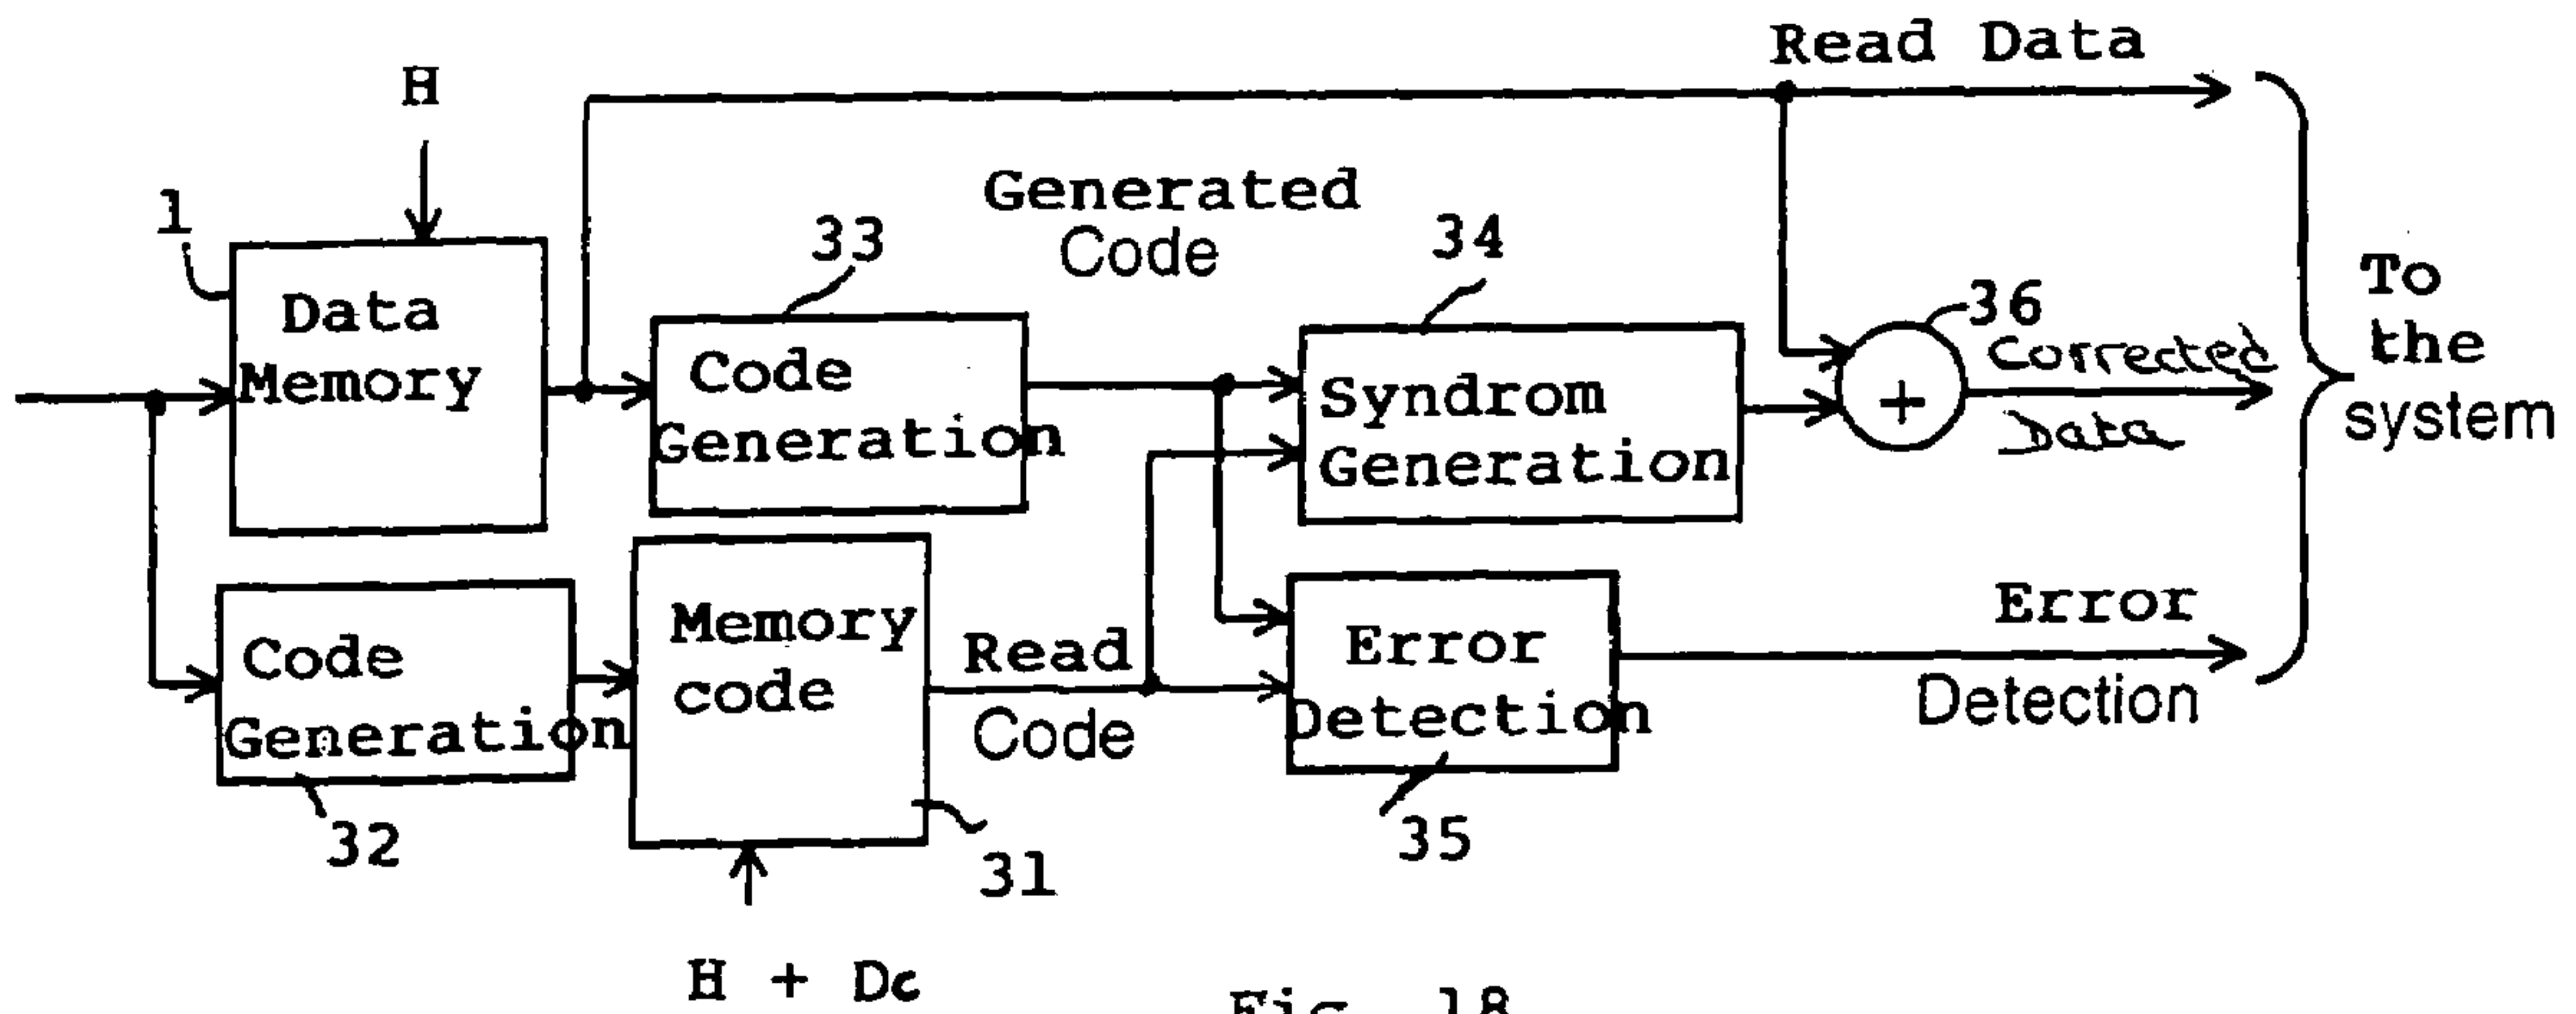 Read Data
H
1
Data
Memory
33
Generated
Code
34
Code
Generation
Syndrom
Generation
36
Corrected
Data
To
the
system
Code
Generation
32
Memory
code
31
Read
Code
Error
Detection
35
Error
Detection
H + Dc
Fig. 18